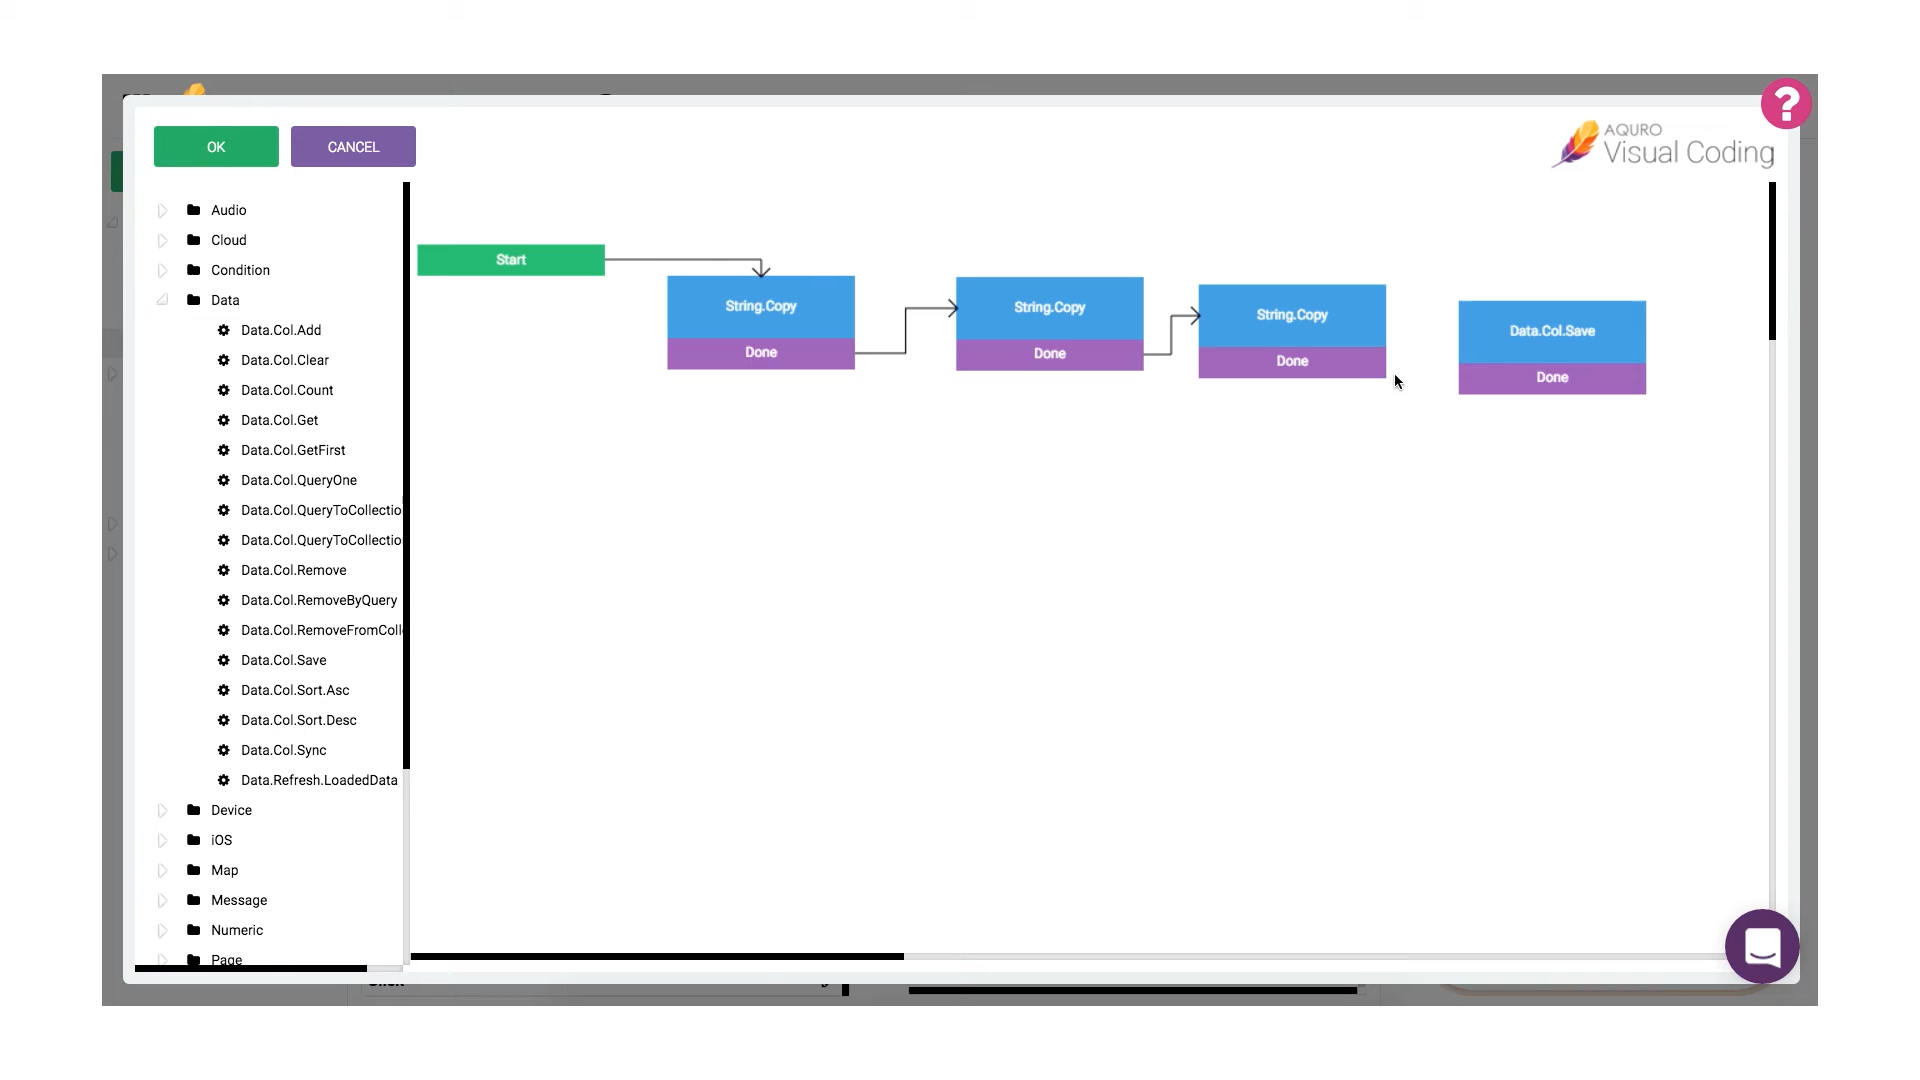 OK
CANCEL
AQURO
Visual Coding
?
Audio
Cloud
Condition
Data
Data.Col.Add
Data.Col.Clear
Data.Col.Count
Data.Col.Get
Data.Col.GetFirst
Data.Col.QueryOne
Data.Col.QueryToCollectio
Data.Col.QueryToCollectio
Data.Col.Remove
Data.Col.RemoveByQuery
Data.Col.RemoveFromColl
Data.Col.Save
Data.Col.Sort.Asc
Data.Col.Sort.Desc
Data.Col.Sync
Data.Refresh.LoadedData
Device
iOS
Map
Message
Numeric
Page
Start
String.Copy
Done
String.Copy
Done
String.Copy
Done
Data.Col.Save
Done